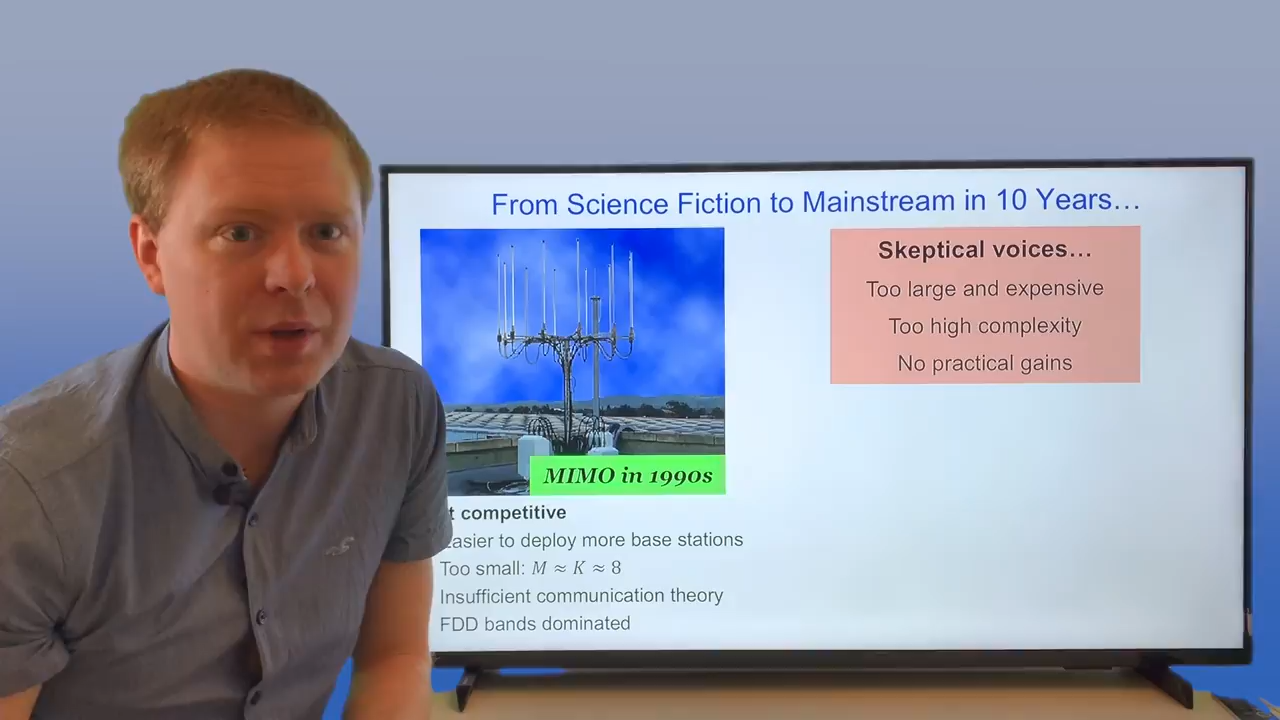 From Science Fiction to Mainstream in 10 Years…
MIMO in 1990s
competitive
Easier to deploy more base stations
Too small: M ≈ K ≈ 8
Insufficient communication theory
FDD bands dominated
Skeptical voices…
Too large and expensive
Too high complexity
No practical gains